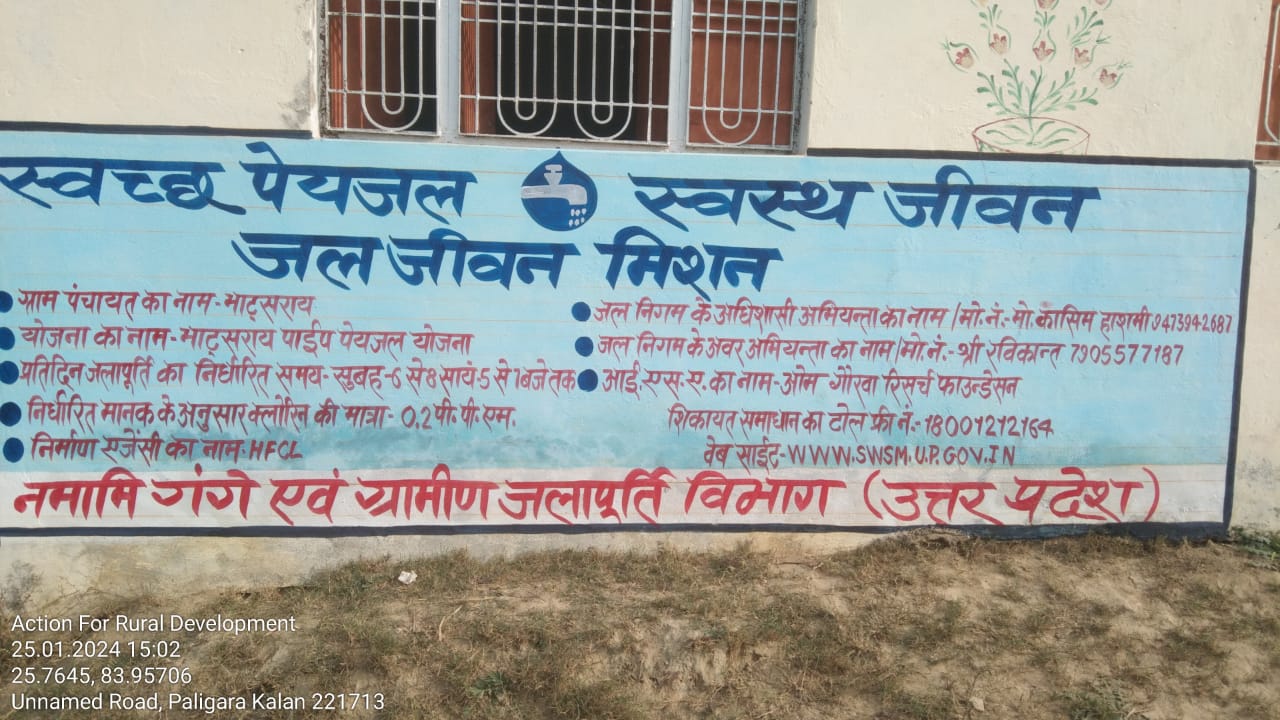 स्वच्छ पेयजल स्वस्थ जीवन
जल जीवन मिशन
ग्राम पंचायत का नाम - भाट्सराय
योजना का नाम - भाट्सराय पाईप पेयजल योजना
प्रतिदिन जलापूर्ति का निर्धारित समय - सुबह - 6 से 8 सायं-5 से 7 बजे तक
निर्धारित मानक के अनुसार क्लोरिन की मात्रा - 0.2 पी. पी. एम.
निर्माण एजेंसी का नाम - HFCL
जल निगम के अधिशासी अभियन्ता का नाम / मो. नं. - मो. कासिम हाशमी 9473942687
जल निगम के अवर अभियन्ता का नाम / मो. नं. - श्री रविकान्त 7905577187
आई. एस. ए. का नाम - ओम गौरवा रिसर्च फाउन्डेसन
शिकायत समाधान का टोल फ्री नं. - 18001212164
वेब साईट - WWW.SWSM.UP.GOV.IN
नमामि गंगे एवं ग्रामीण जलापूर्ति विभाग (उत्तर प्रदेश)
Action For Rural Development
25.01.2024 15:02
25.7645, 83.95706
Unnamed Road, Paligara Kalan 221713